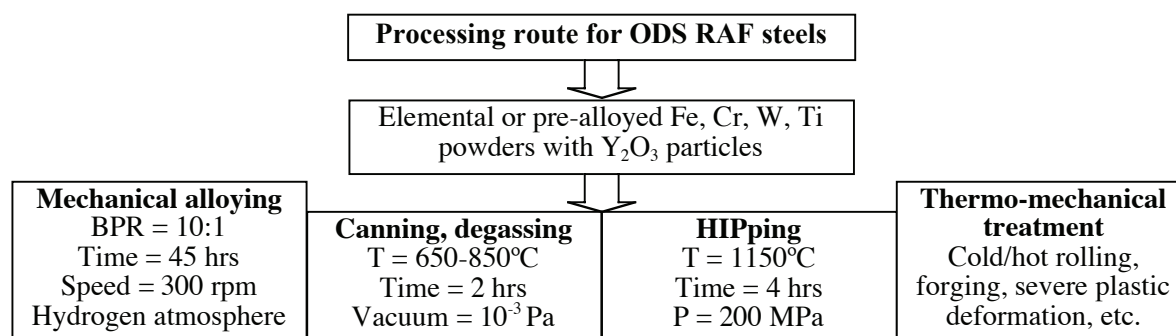 Processing route for ODS RAF steels
Elemental or pre-alloyed Fe, Cr, W, Ti
powders with Y₂O₃ particles
Mechanical alloying
BPR = 10:1
Time = 45 hrs
Speed = 300 rpm
Hydrogen atmosphere
Canning, degassing
T = 650-850ºC
Time = 2 hrs
Vacuum = 10⁻³ Pa
HIPping
T = 1150ºC
Time = 4 hrs
P = 200 MPa
Thermo-mechanical
treatment
Cold/hot rolling,
forging, severe plastic
deformation, etc.